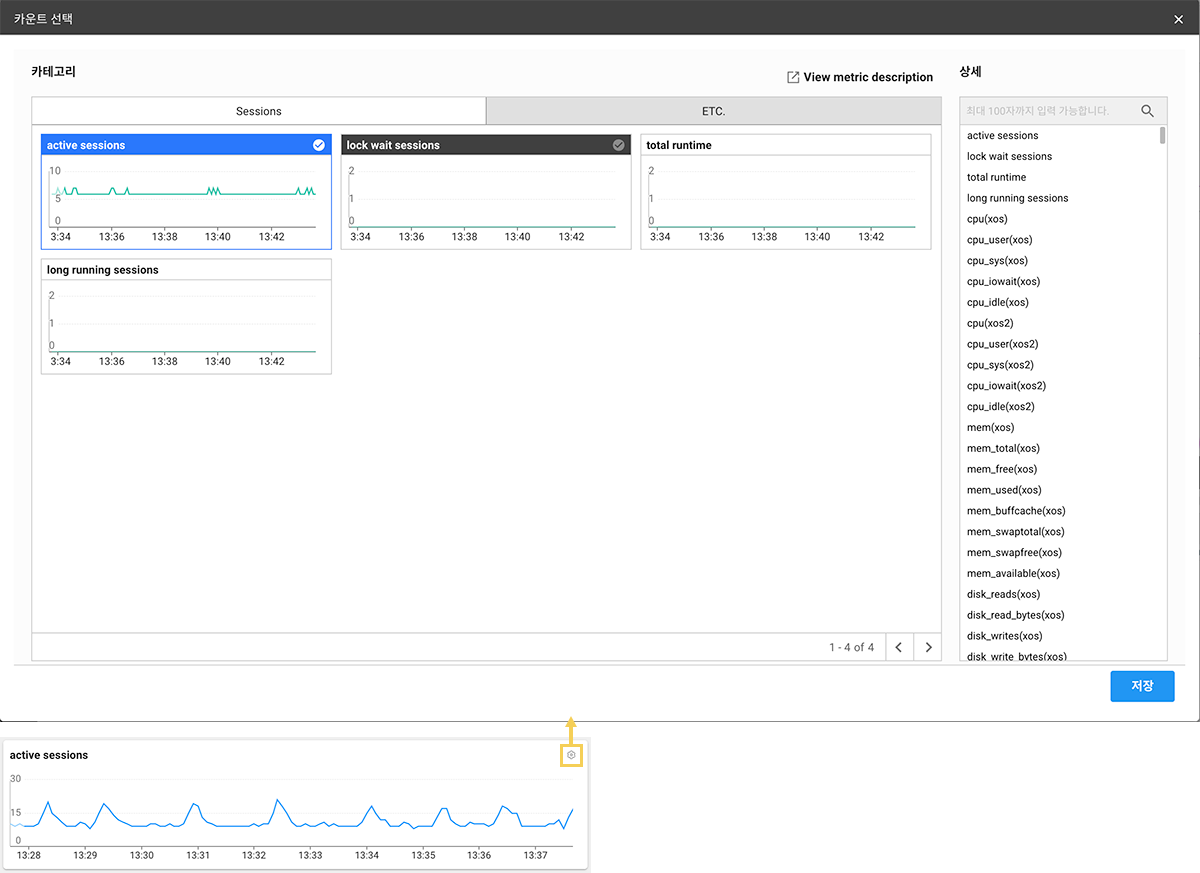 카운트 선택
카테고리
View metric description
상세
Sessions
ETC.
최대 100자까지 입력 가능합니다.
active sessions
10
5
0
3:34 13:36 13:38 13:40 13:42
lock wait sessions
2
1
0
3:34 13:36 13:38 13:40 13:42
total runtime
2
1
0
3:34 13:36 13:38 13:40 13:42
long running sessions
2
1
0
3:34 13:36 13:38 13:40 13:42
1 - 4 of 4
active sessions
lock wait sessions
total runtime
long running sessions
cpu(xos)
cpu_user(xos)
cpu_sys(xos)
cpu_iowait(xos)
cpu_idle(xos)
cpu(xos2)
cpu_user(xos2)
cpu_sys(xos2)
cpu_iowait(xos2)
cpu_idle(xos2)
mem(xos)
mem_total(xos)
mem_free(xos)
mem_used(xos)
mem_buffcache(xos)
mem_swaptotal(xos)
mem_swapfree(xos)
mem_available(xos)
disk_reads(xos)
disk_read_bytes(xos)
disk_writes(xos)
disk_write_bytes(xos)
저장
active sessions
30
15
0
13:28 13:29 13:30 13:31 13:32 13:33 13:34 13:35 13:36 13:37